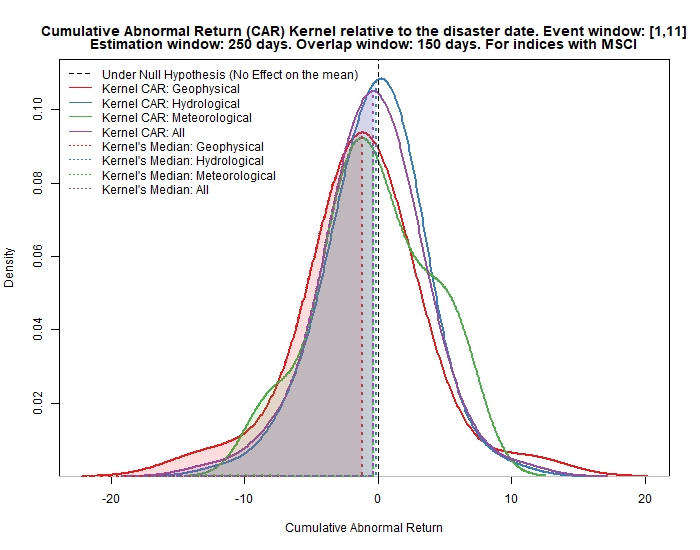 Cumulative Abnormal Return (CAR) Kernel relative to the disaster date. Event window: [1,11]
Estimation window: 250 days. Overlap window: 150 days. For indices with MSCI
Under Null Hypothesis (No Effect on the mean)
Kernel CAR: Geophysical
Kernel CAR: Hydrological
Kernel CAR: Meteorological
Kernel CAR: All
Kernel's Median: Geophysical
Kernel's Median: Hydrological
Kernel's Median: Meteorological
Kernel's Median: All
Density
0.10
0.08
0.06
0.04
0.02
-20 -10 0 10 20
Cumulative Abnormal Return